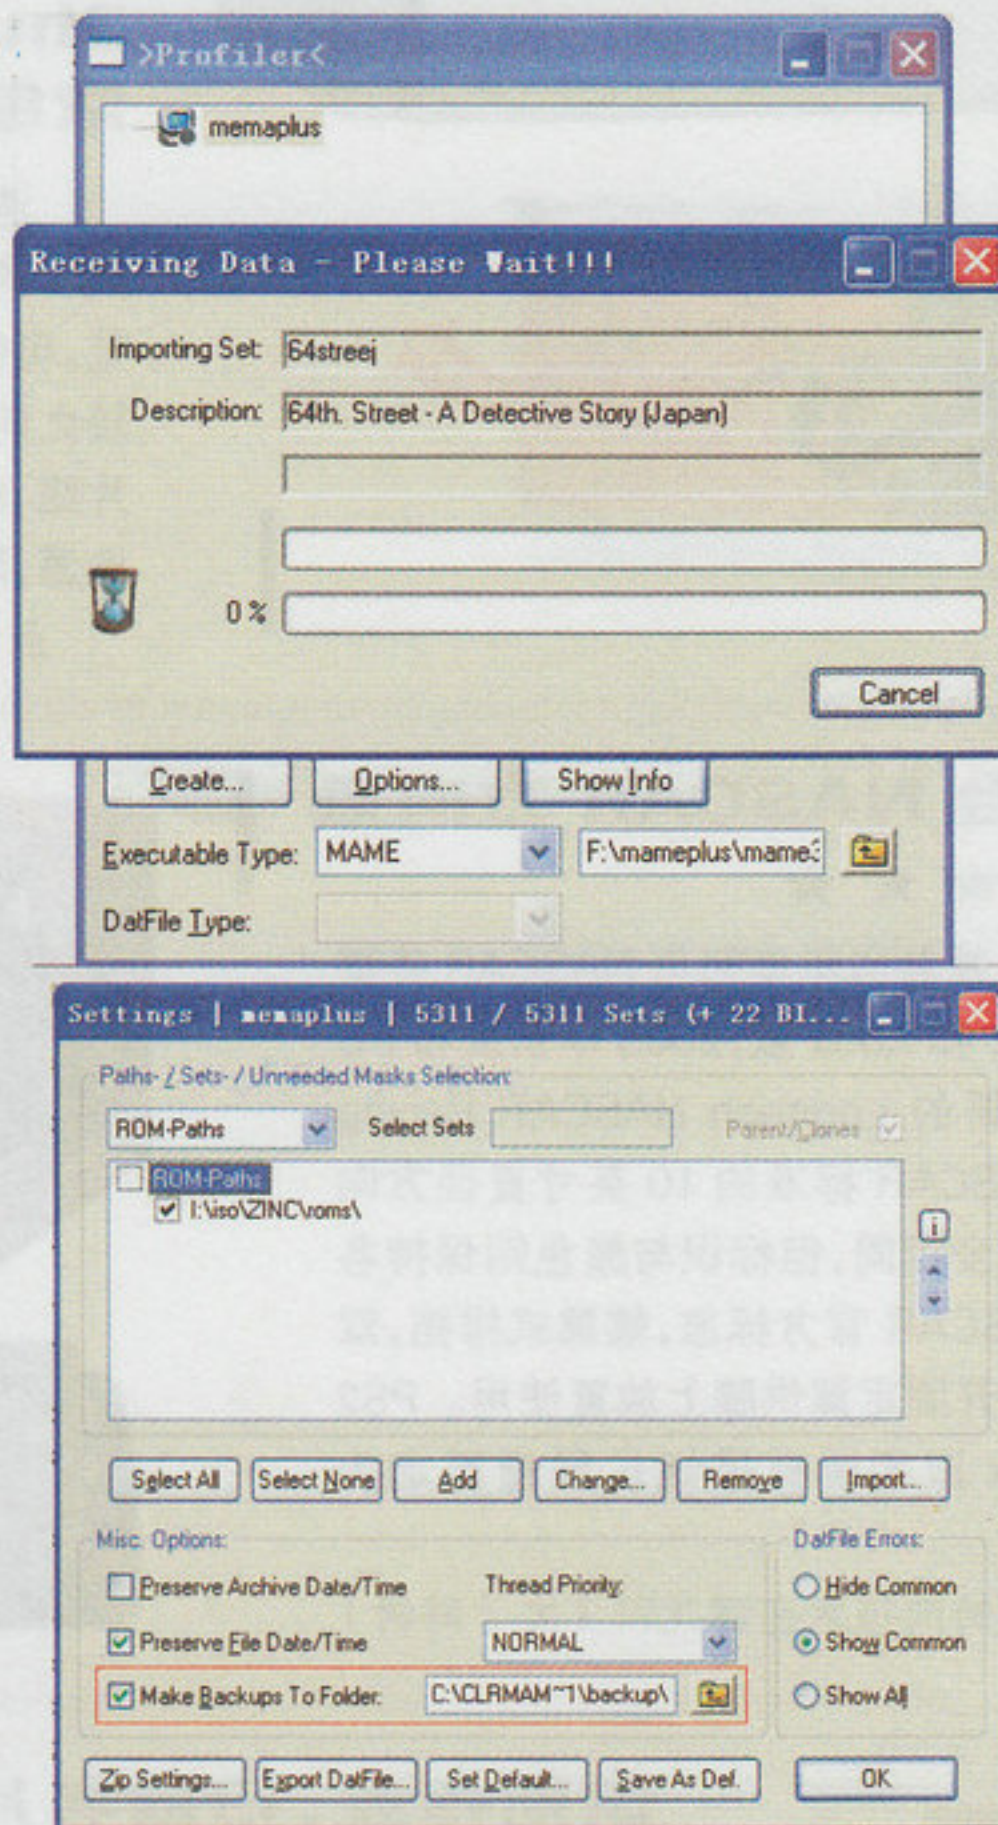 >Profiler<
memaplus
Receiving Data - Please Wait!!!
Importing Set: 64streej
Description: 64th. Street - A Detective Story (Japan)
0 %
Cancel
Create... Options... Show Info
Executable Type: MAME F:\mameplus\mame3
DatFile Type:
Settings | memaplus | 5311 / 5311 Sets (+ 22 BI...
Paths- / Sets- / Unneeded Masks Selection:
ROM-Paths Select Sets Parent/Clones
ROM-Paths
I:\iso\ZINC\roms\
i
Select All Select None Add Change... Remove Import...
Misc. Options: DatFile Errors:
Preserve Archive Date/Time Thread Priority: Hide Common
Preserve File Date/Time NORMAL Show Common
Make Backups To Folder: C:\CLRMAM~1\backup\ Show All
Zip Settings... Export DatFile... Set Default... Save As Def. OK